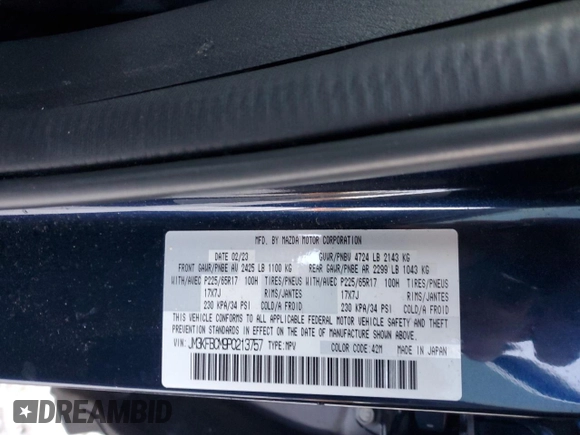 MFD. BY MAZDA MOTOR CORPORATION
DATE 02/23 GVWR/PNBV 4724 LB 2143 KG
FRONT GAWR/PNBE AV 2425 LB 1100 KG REAR GAWR/PNBE AR 2299 LB 1043 KG
WITH/AVEC P225/65R17 100H TIRES/PNEUS WITH/AVEC P225/65R17 100H TIRES/PNEUS
17X7J RIMS/JANTES 17X7J RIMS/JANTES
230 KPA/34 PSI COLD/A FROID 230 KPA/34 PSI COLD/A FROID
THIS VEHICLE CONFORMS TO ALL APPLICABLE FEDERAL MOTOR VEHICLE SAFETY AND
THEFT PREVENTION STANDARDS IN EFFECT ON THE DATE OF MANUFACTURE SHOWN ABOVE.
VIN: JM3KFBCM9P0213757 TYPE:MPV COLOR CODE:42M MADE IN JAPAN
DREAMBID